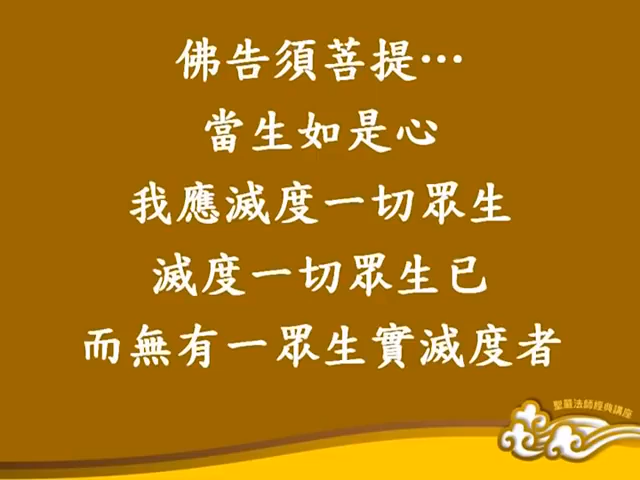 佛告須菩提…
當生如是心
我應滅度一切眾生
滅度一切眾生已
而無有一眾生實滅度者
聖嚴法師經典講座